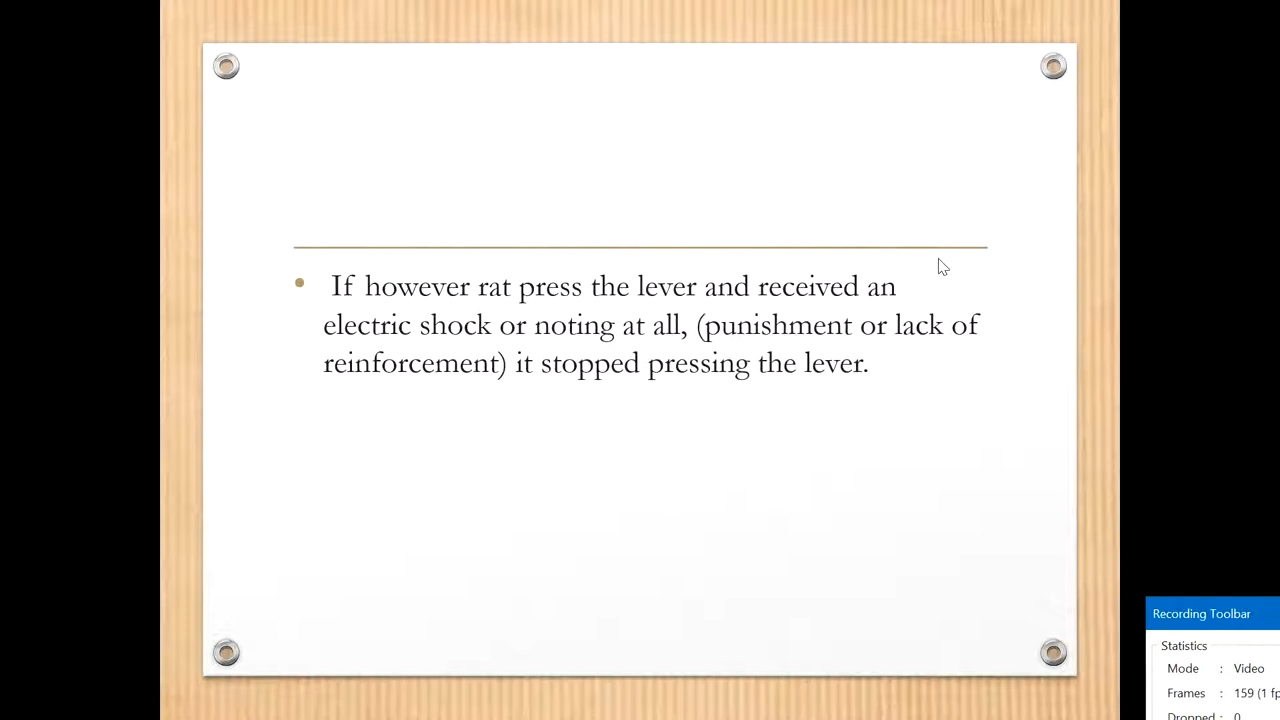 If however rat press the lever and received an
electric shock or noting at all, (punishment or lack of
reinforcement) it stopped pressing the lever.
Recording Toolbar
Statistics
Mode : Video
Frames : 159 (1 fp
Dropped : 0